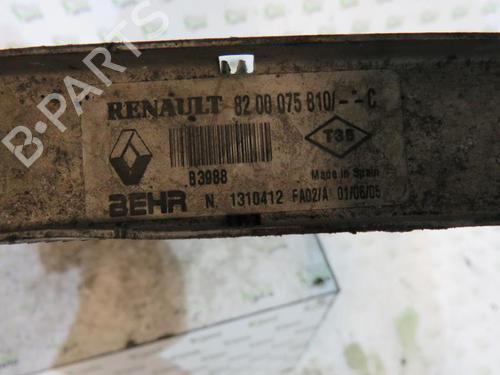 B-PARTS
RENAULT 82 00 075 810/--C
T35
B3988
Made in Spain
BEHR N 1310412 FA02/A 01/06/05